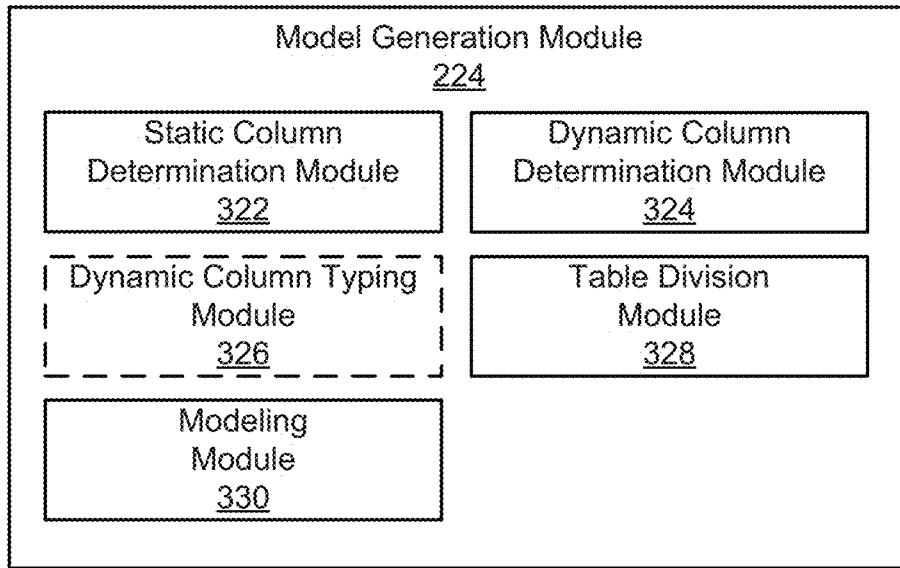 Model Generation Module
224
Static Column
Determination Module
322
Dynamic Column
Determination Module
324
Dynamic Column Typing
Module
326
Table Division
Module
328
Modeling
Module
330